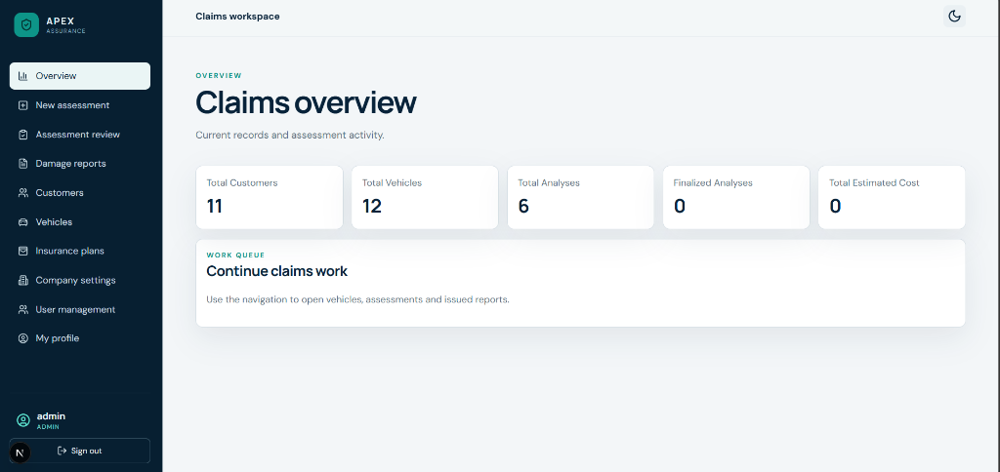 APEX
ASSURANCE
Overview
New assessment
Assessment review
Damage reports
Customers
Vehicles
Insurance plans
Company settings
User management
My profile
admin
ADMIN
N
Sign out
Claims workspace
OVERVIEW
Claims overview
Current records and assessment activity.
Total Customers
11
Total Vehicles
12
Total Analyses
6
Finalized Analyses
0
Total Estimated Cost
0
WORK QUEUE
Continue claims work
Use the navigation to open vehicles, assessments and issued reports.